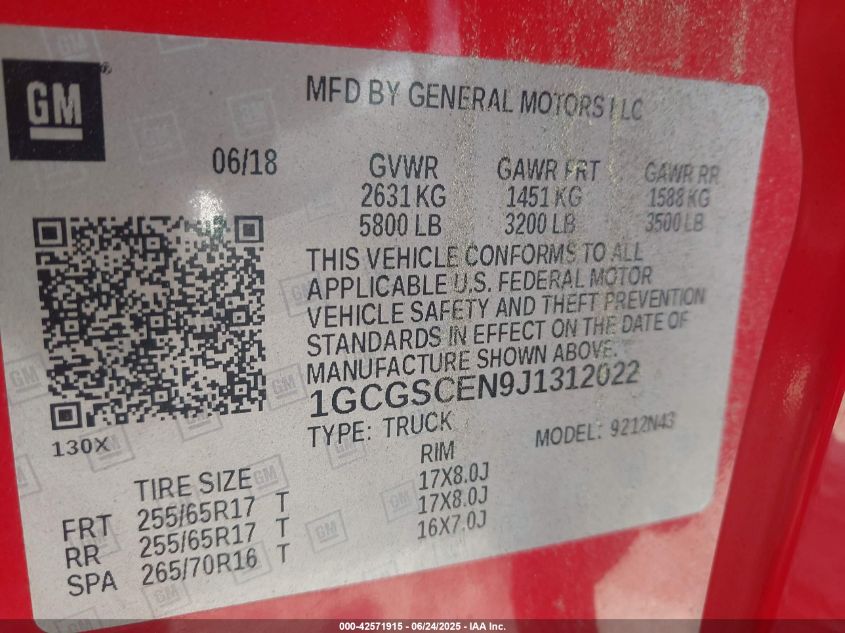 GM
MFD BY GENERAL MOTORS LLC
06/18 GVWR GAWR FRT GAWR RR
2631 KG 1451 KG 1588 KG
5800 LB 3200 LB 3500 LB
THIS VEHICLE CONFORMS TO ALL
APPLICABLE U.S. FEDERAL MOTOR
VEHICLE SAFETY AND THEFT PREVENTION
STANDARDS IN EFFECT ON THE DATE OF
MANUFACTURE SHOWN ABOVE.
1GCGSCEN9J1312022
130X
TYPE: TRUCK MODEL: 9212N43
TIRE SIZE RIM
FRT 255/65R17 T 17X8.0J
RR 255/65R17 T 17X8.0J
SPA 265/70R16 T 16X7.0J
000-42571915 - 06/24/2025 - IAA Inc.